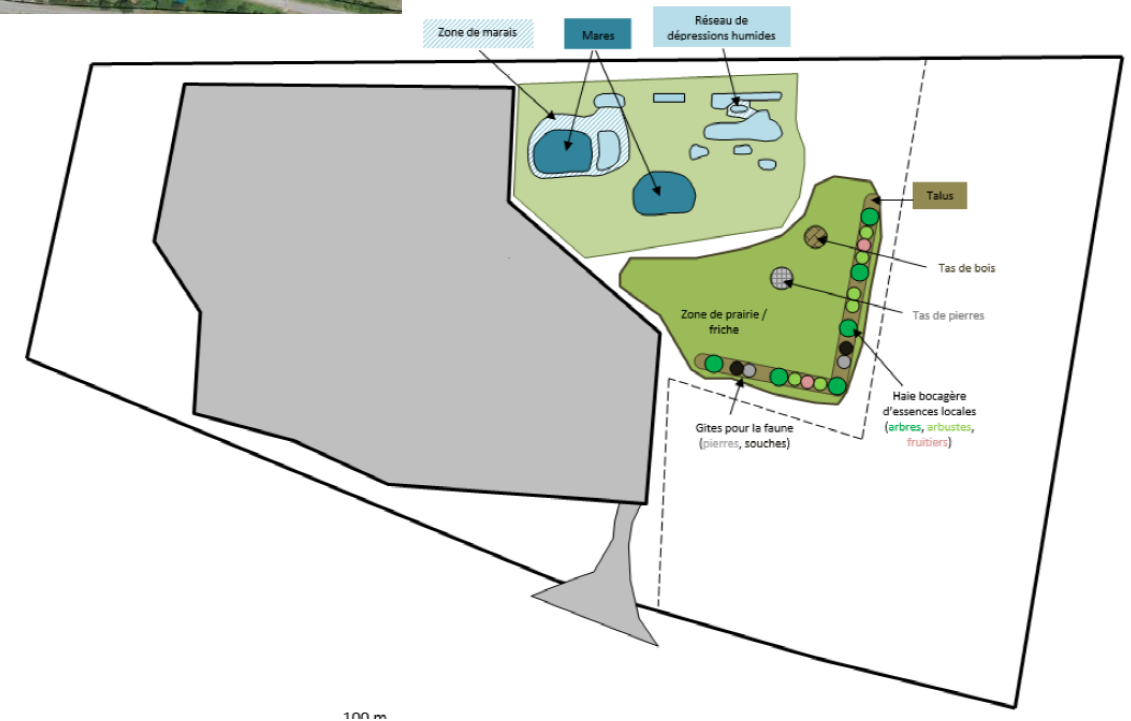 Zone de marais
Mares
Réseau de
dépressions humides
Talus
Tas de bois
Tas de pierres
Zone de prairie /
friche
Haie bocagère
d'essences locales
(arbres, arbustes,
fruitiers)
Gites pour la faune
(pierres, souches)
100 m